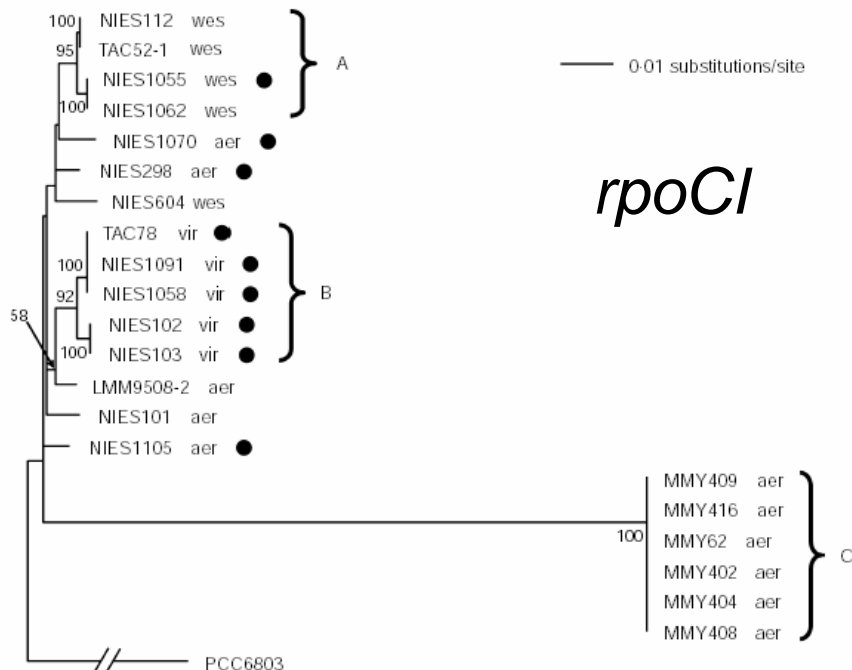 100 NIES112 wes
TAC52-1 wes
95
A
0·01 substitutions/site
NIES1055 wes
100
NIES1062 wes
NIES1070 aer
NIES298 aer
rpoCI
NIES604 wes
TAC78 vir
100 NIES1091 vir
92 NIES1058 vir
B
58
NIES102 vir
100 NIES103 vir
LMM9508-2 aer
NIES101 aer
NIES1105 aer
MMY409 aer
MMY416 aer
100
MMY62 aer
C
MMY402 aer
MMY404 aer
MMY408 aer
PCC6803